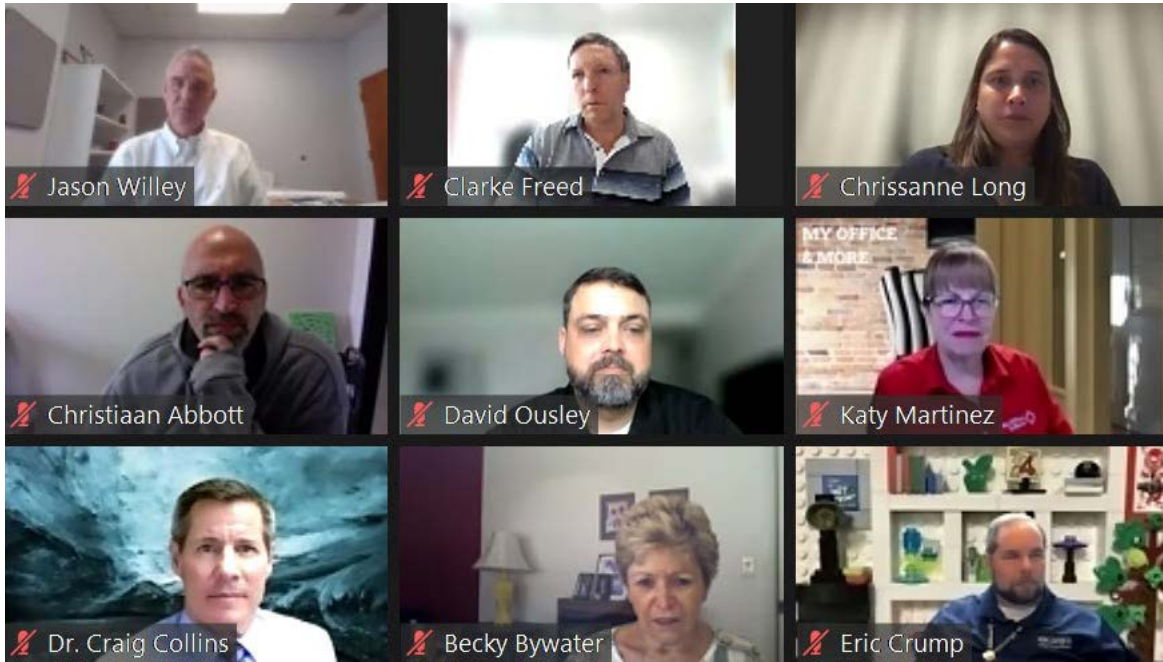 Jason Willey
Clarke Freed
Chrissanne Long
MY OFFICE
& MORE
Christiaan Abbott
David Ousley
Katy Martinez
Dr. Craig Collins
Becky Bywater
Eric Crump